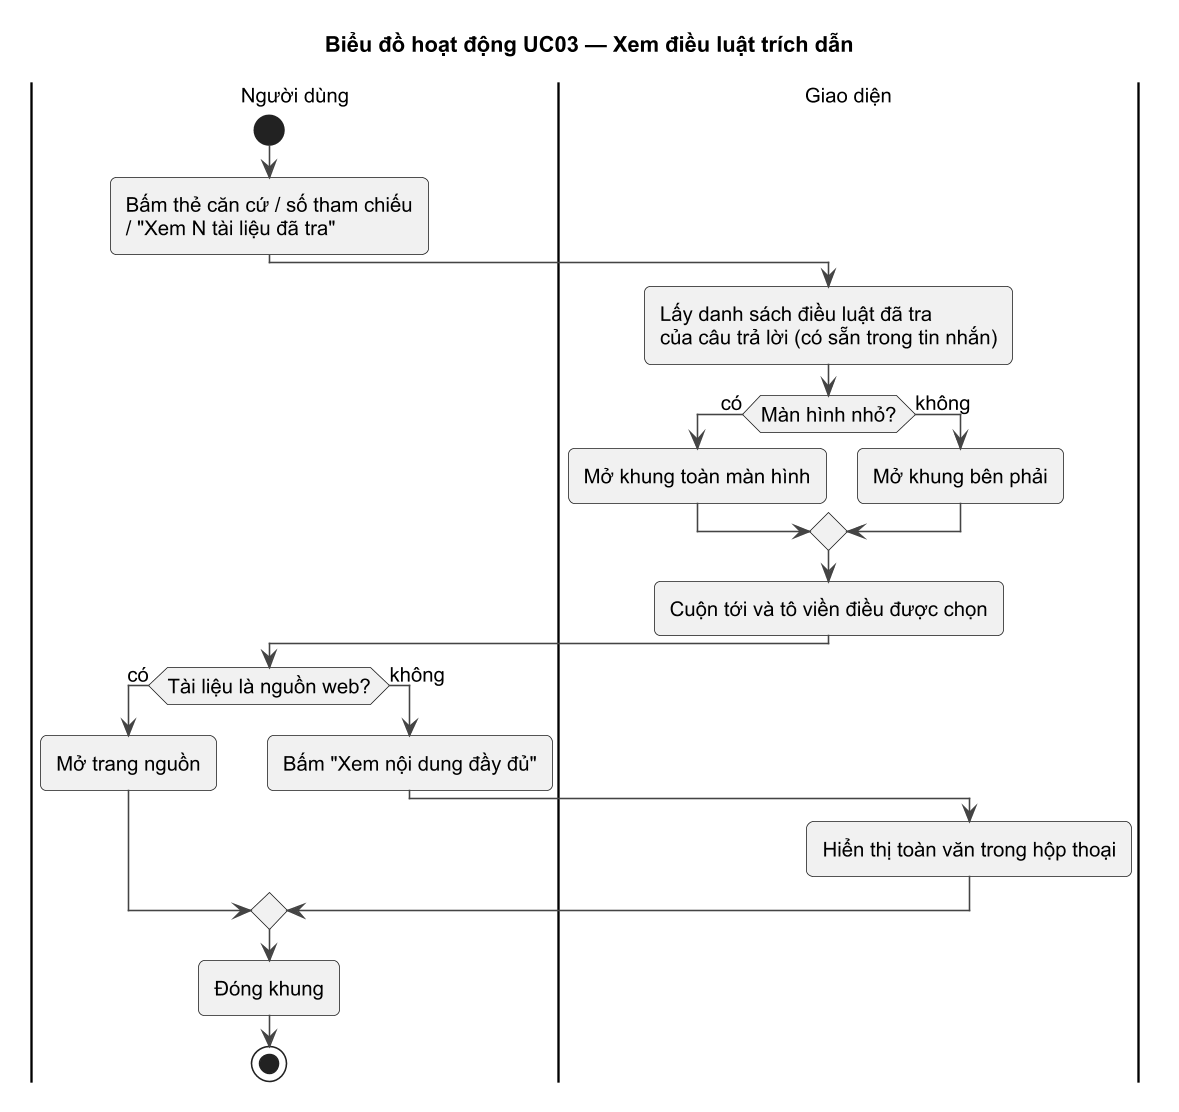 Biểu đồ hoạt động UC03 — Xem điều luật trích dẫn
Người dùng
Giao diện
Bấm thẻ căn cứ / số tham chiếu
/ "Xem N tài liệu đã tra"
Lấy danh sách điều luật đã tra
của câu trả lời (có sẵn trong tin nhắn)
có
Màn hình nhỏ?
không
Mở khung toàn màn hình
Mở khung bên phải
Cuộn tới và tô viền điều được chọn
có
Tài liệu là nguồn web?
không
Mở trang nguồn
Bấm "Xem nội dung đầy đủ"
Hiển thị toàn văn trong hộp thoại
Đóng khung